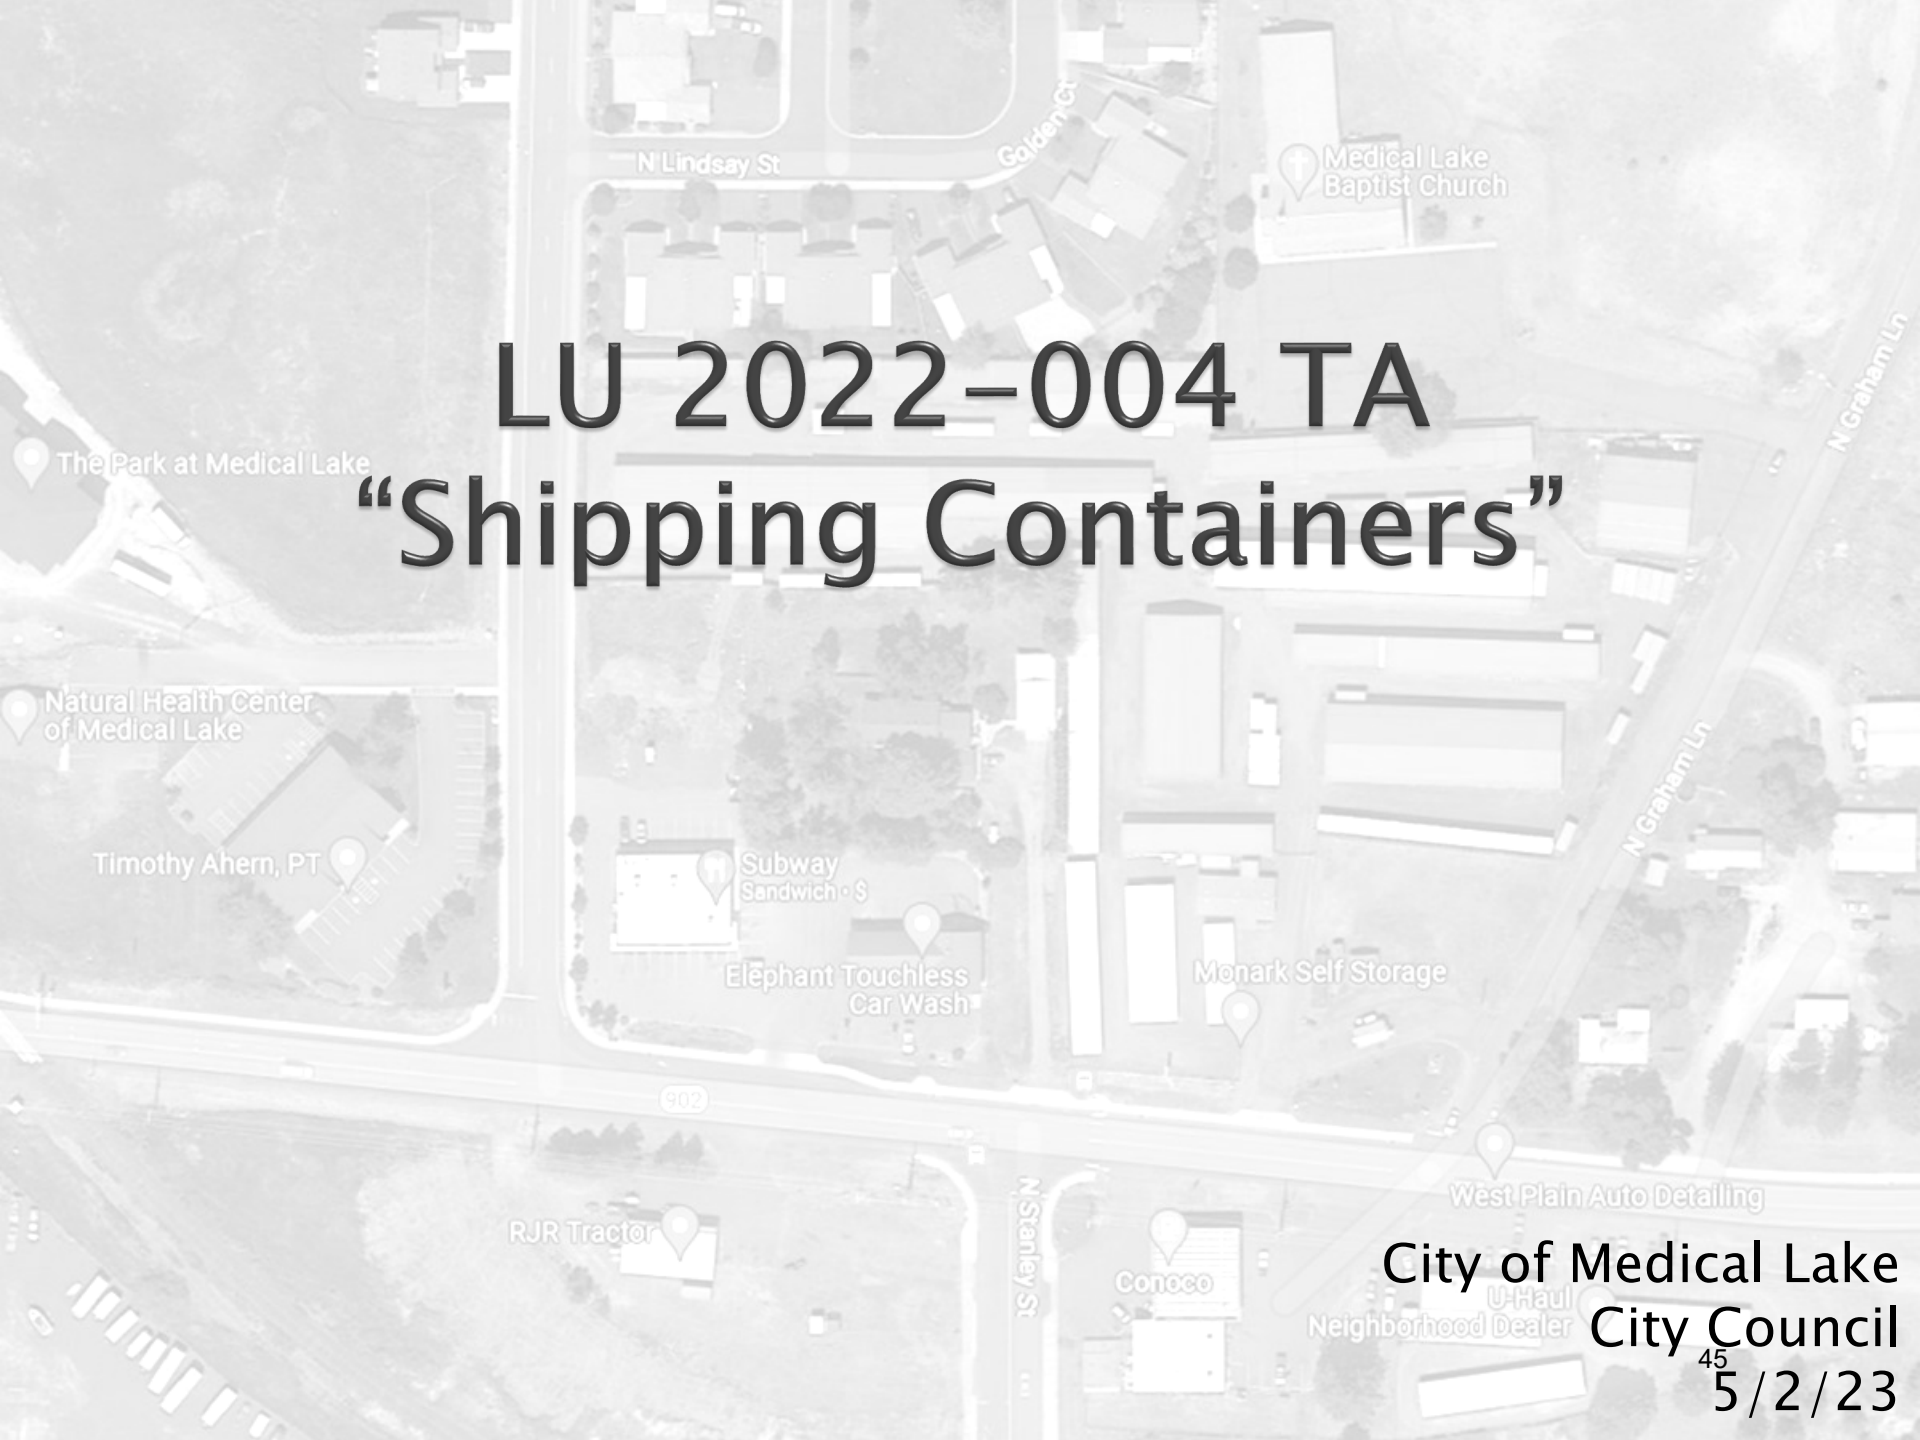 N Lindsay St
Golden Ct
Medical Lake
Baptist Church
N Graham Ln
LU 2022-004 TA
The Park at Medical Lake
“Shipping Containers”
Natural Health Center
of Medical Lake
N Graham Ln
Timothy Ahern, PT
Subway
Sandwich • $
Elephant Touchless
Car Wash
Monark Self Storage
902
West Plain Auto Detailing
RJR Tractor
N Stanley St
Conoco
City of Medical Lake
U-Haul
Neighborhood Dealer
City Council
45
5/2/23